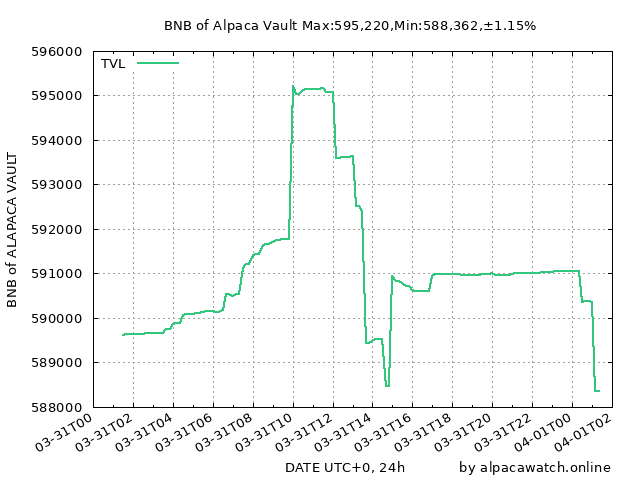 BNB of Alpaca Vault Max:595,220,Min:588,362,±1.15%
596000
595000
594000
593000
592000
591000
590000
589000
588000
TVL
BNB of ALAPACA VAULT
03-31T00
03-31T02
03-31T04
03-31T06
03-31T08
03-31T10
03-31T12
03-31T14
03-31T16
03-31T18
03-31T20
03-31T22
04-01T00
04-01T02
DATE UTC+0, 24h
by alpacawatch.online